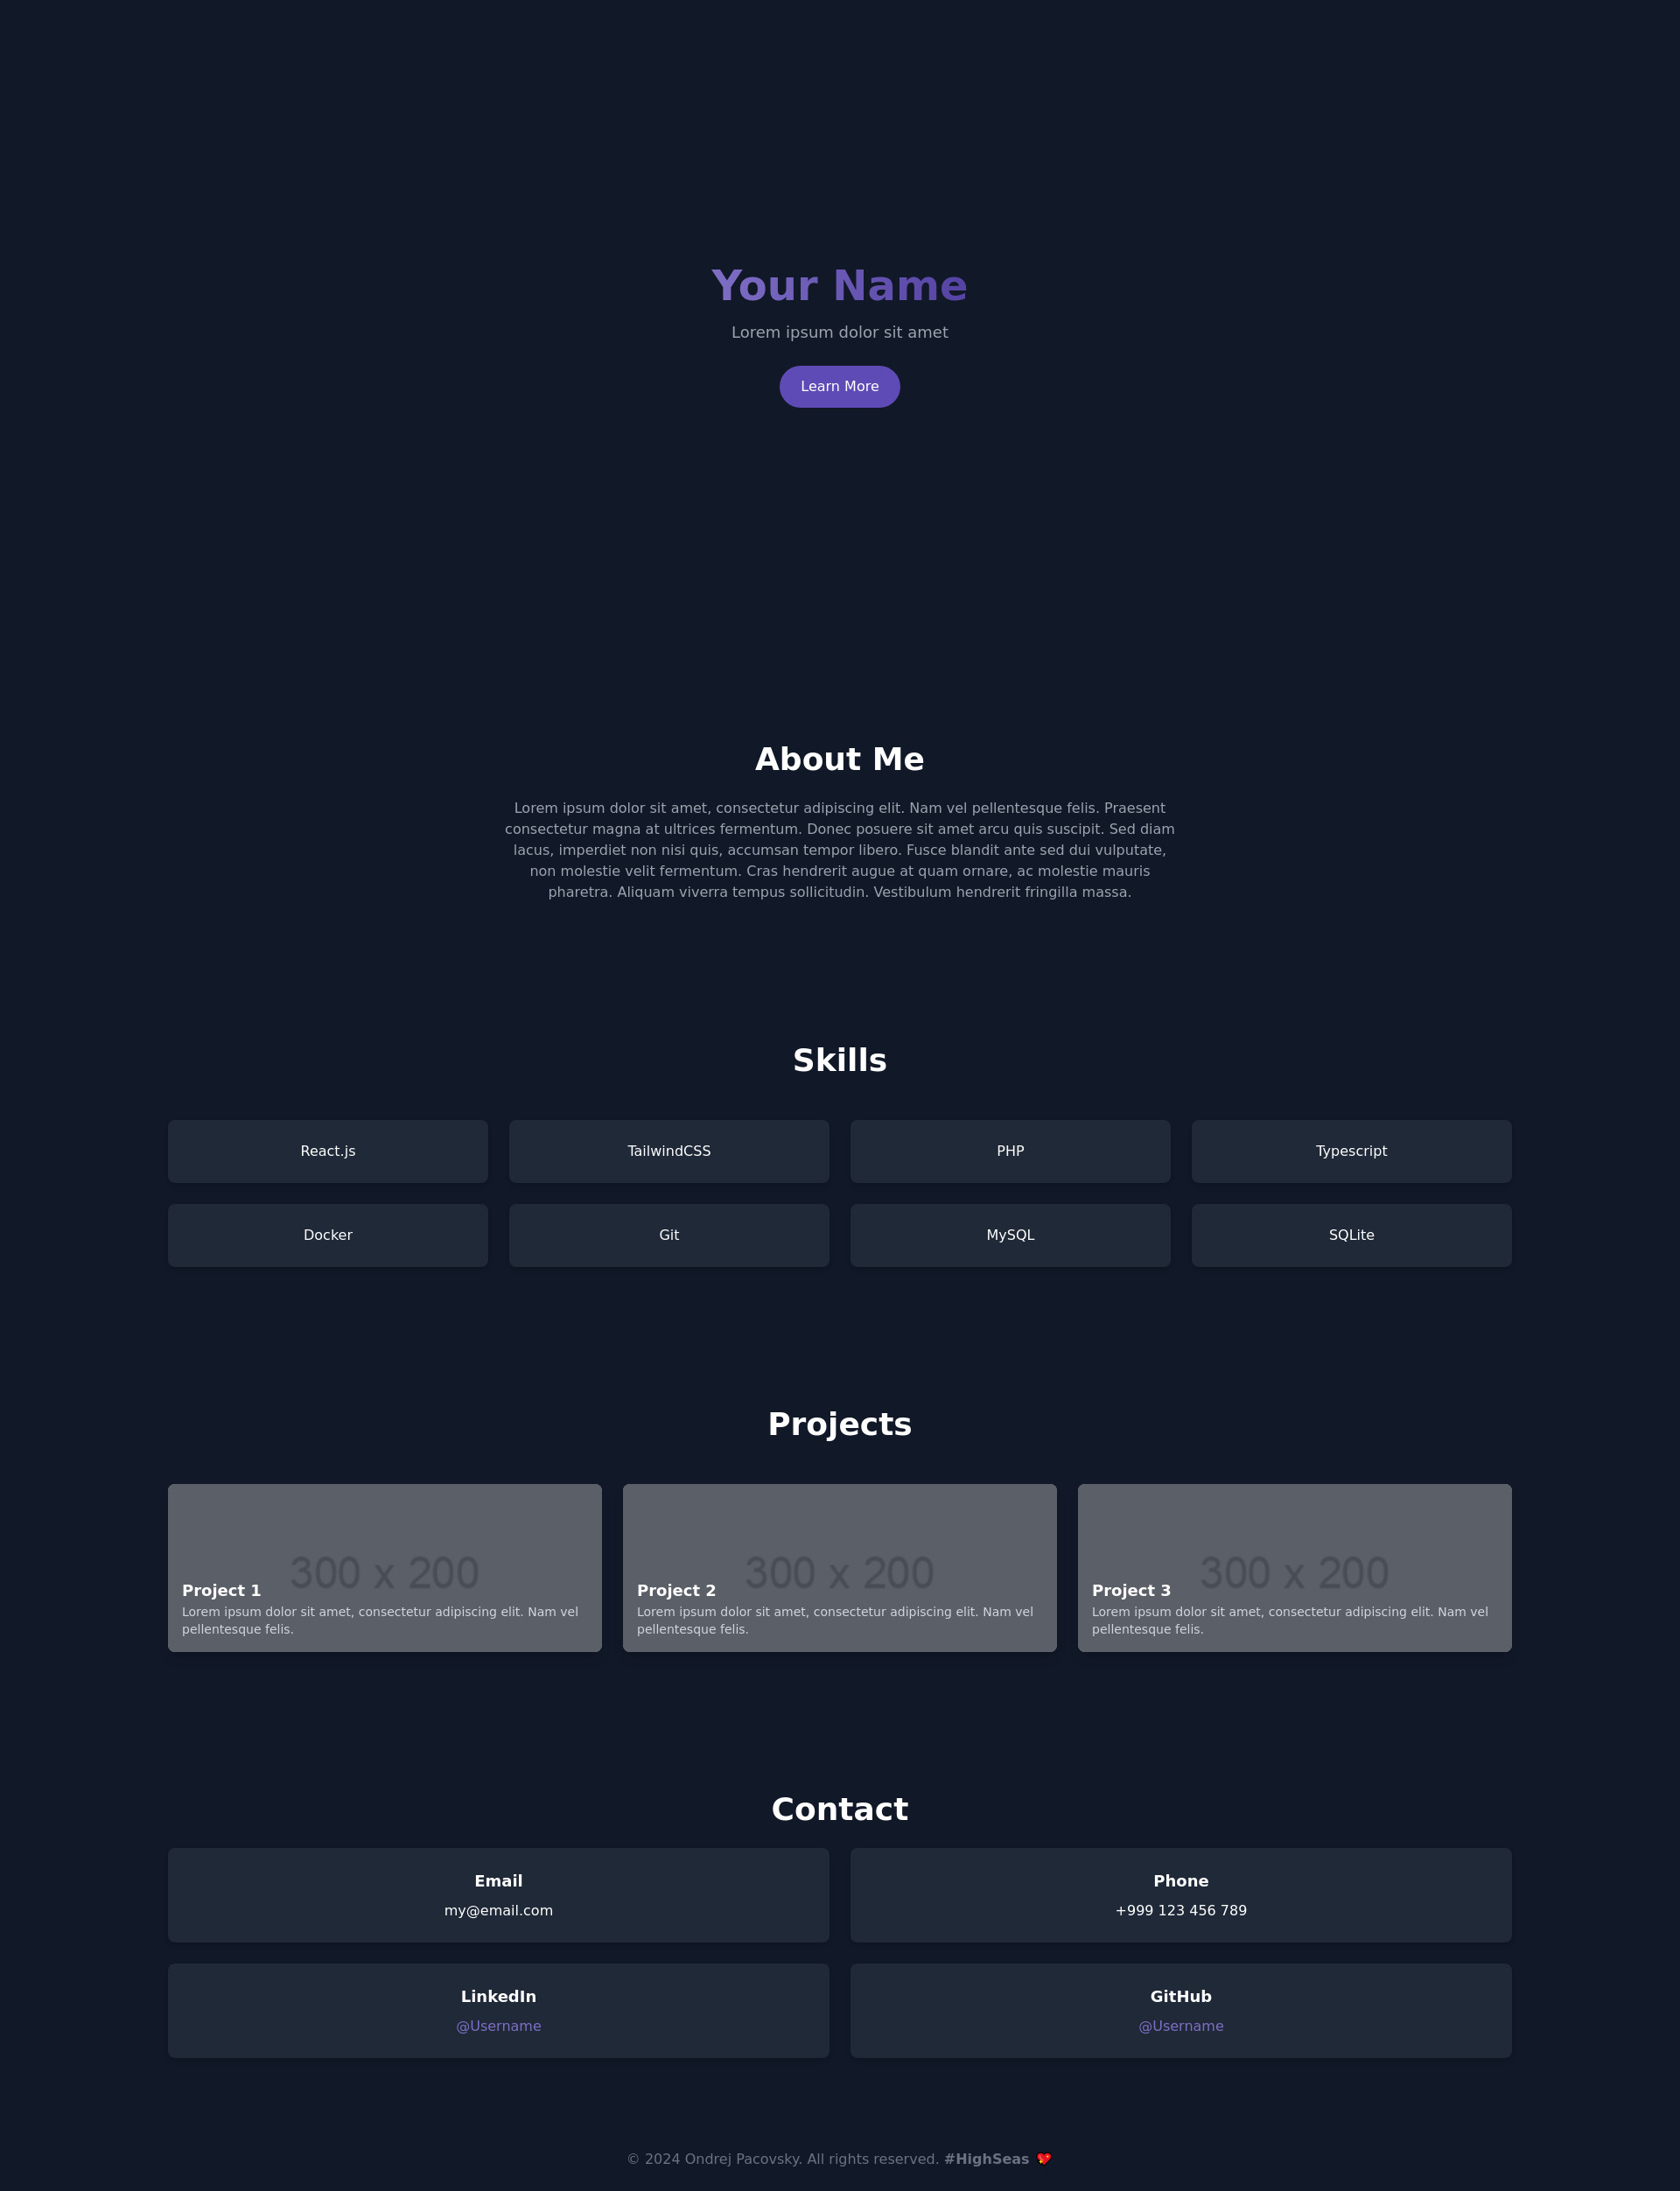 Your Name
Lorem ipsum dolor sit amet
Learn More
About Me
Lorem ipsum dolor sit amet, consectetur adipiscing elit. Nam vel pellentesque felis. Praesent
consectetur magna at ultrices fermentum. Donec posuere sit amet arcu quis suscipit. Sed diam
lacus, imperdiet non nisi quis, accumsan tempor libero. Fusce blandit ante sed dui vulputate,
non molestie velit fermentum. Cras hendrerit augue at quam ornare, ac molestie mauris
pharetra. Aliquam viverra tempus sollicitudin. Vestibulum hendrerit fringilla massa.
Skills
React.js
TailwindCSS
PHP
Typescript
Docker
Git
MySQL
SQLite
Projects
300 x 200
Project 1
Lorem ipsum dolor sit amet, consectetur adipiscing elit. Nam vel
pellentesque felis.
300 x 200
Project 2
Lorem ipsum dolor sit amet, consectetur adipiscing elit. Nam vel
pellentesque felis.
300 x 200
Project 3
Lorem ipsum dolor sit amet, consectetur adipiscing elit. Nam vel
pellentesque felis.
Contact
Email
my@email.com
Phone
+999 123 456 789
LinkedIn
@Username
GitHub
@Username
© 2024 Ondrej Pacovsky. All rights reserved. #HighSeas 💖